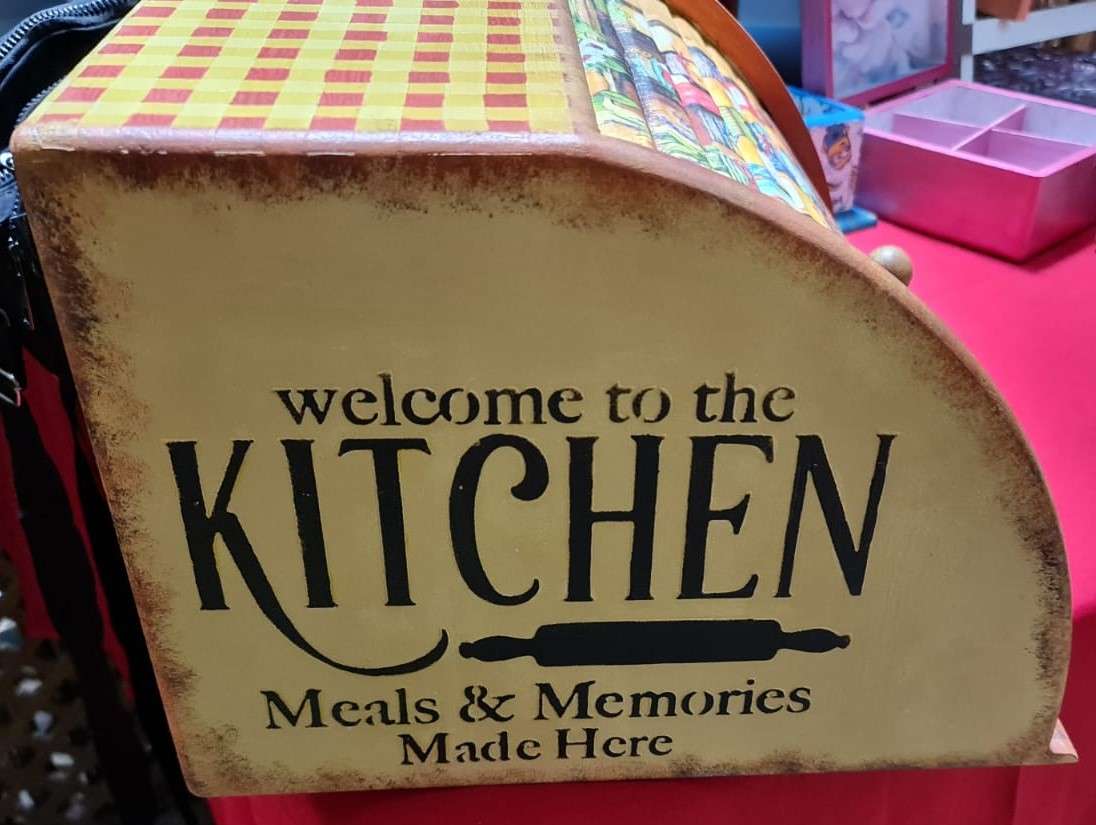 welcome to the
KITCHEN
Meals & Memories
Made Here